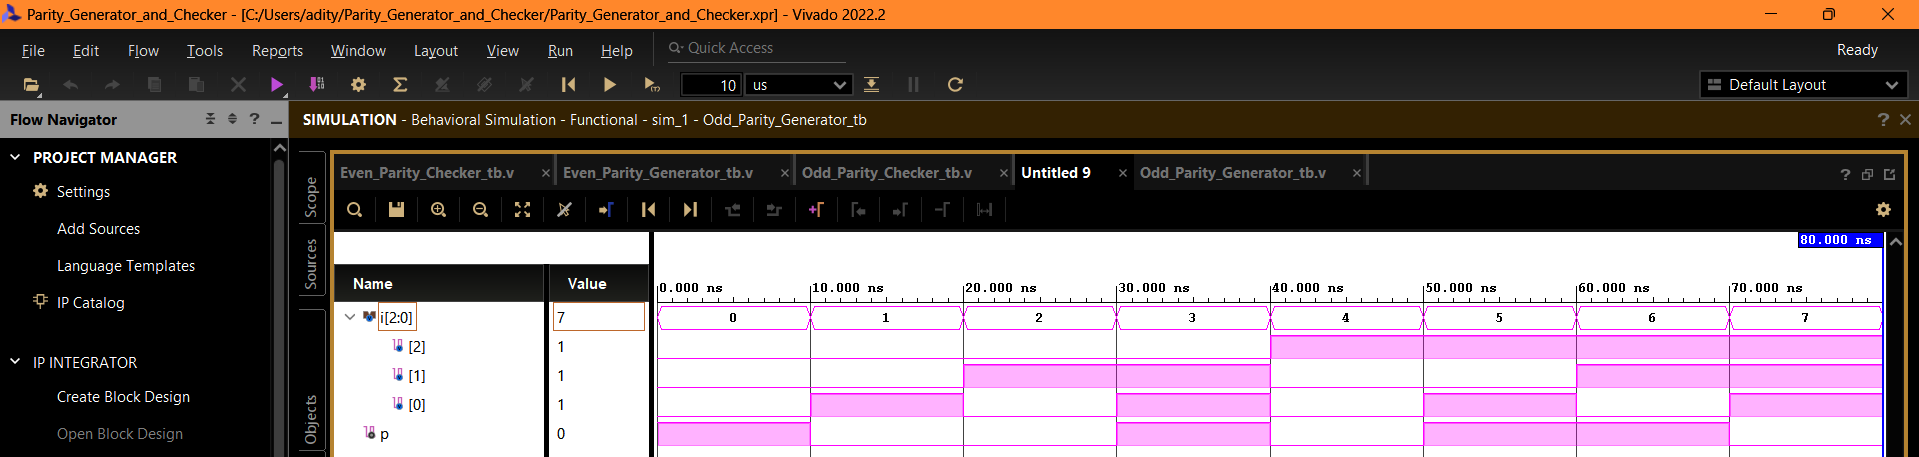 Parity_Generator_and_Checker - [C:/Users/adity/Parity_Generator_and_Checker/Parity_Generator_and_Checker.xpr] - Vivado 2022.2
File Edit Flow Tools Reports Window Layout View Run Help Quick Access Ready
10 us Default Layout
Flow Navigator
SIMULATION - Behavioral Simulation - Functional - sim_1 - Odd_Parity_Generator_tb
PROJECT MANAGER
Settings
Add Sources
Language Templates
IP Catalog
IP INTEGRATOR
Create Block Design
Open Block Design
Scope
Sources
Objects
Even_Parity_Checker_tb.v Even_Parity_Generator_tb.v Odd_Parity_Checker_tb.v Untitled 9 Odd_Parity_Generator_tb.v
80.000 ns
Name Value
0.000 ns 10.000 ns 20.000 ns 30.000 ns 40.000 ns 50.000 ns 60.000 ns 70.000 ns
i[2:0] 7 0 1 2 3 4 5 6 7
[2] 1
[1] 1
[0] 1
p 0